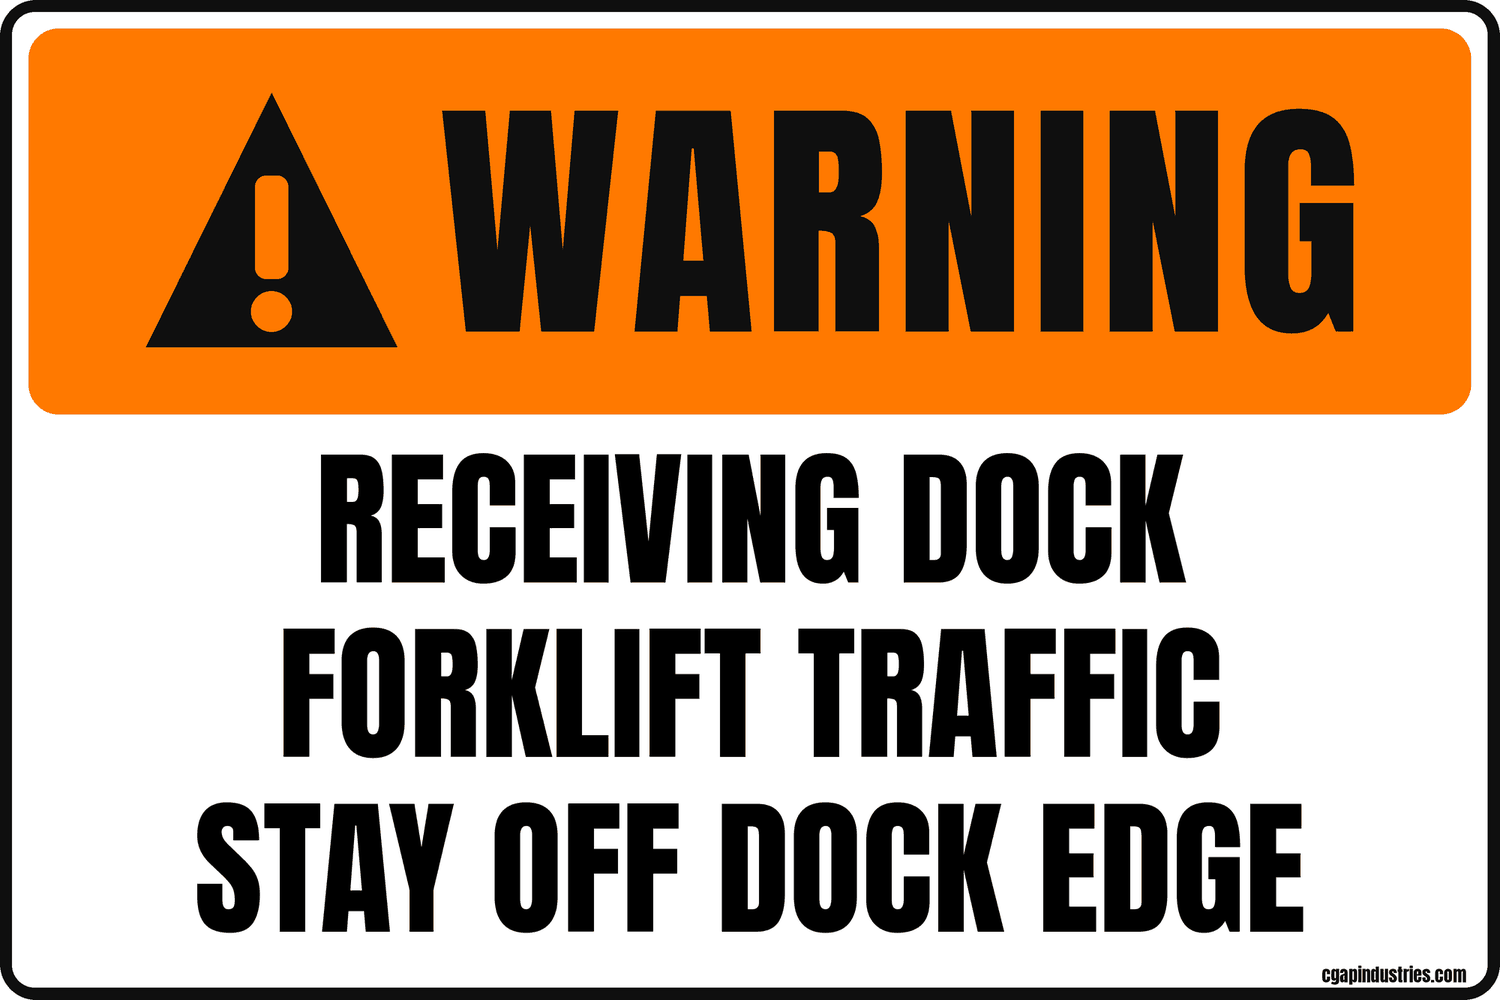 WARNING
RECEIVING DOCK
FORKLIFT TRAFFIC
STAY OFF DOCK EDGE
cgapindustries.com